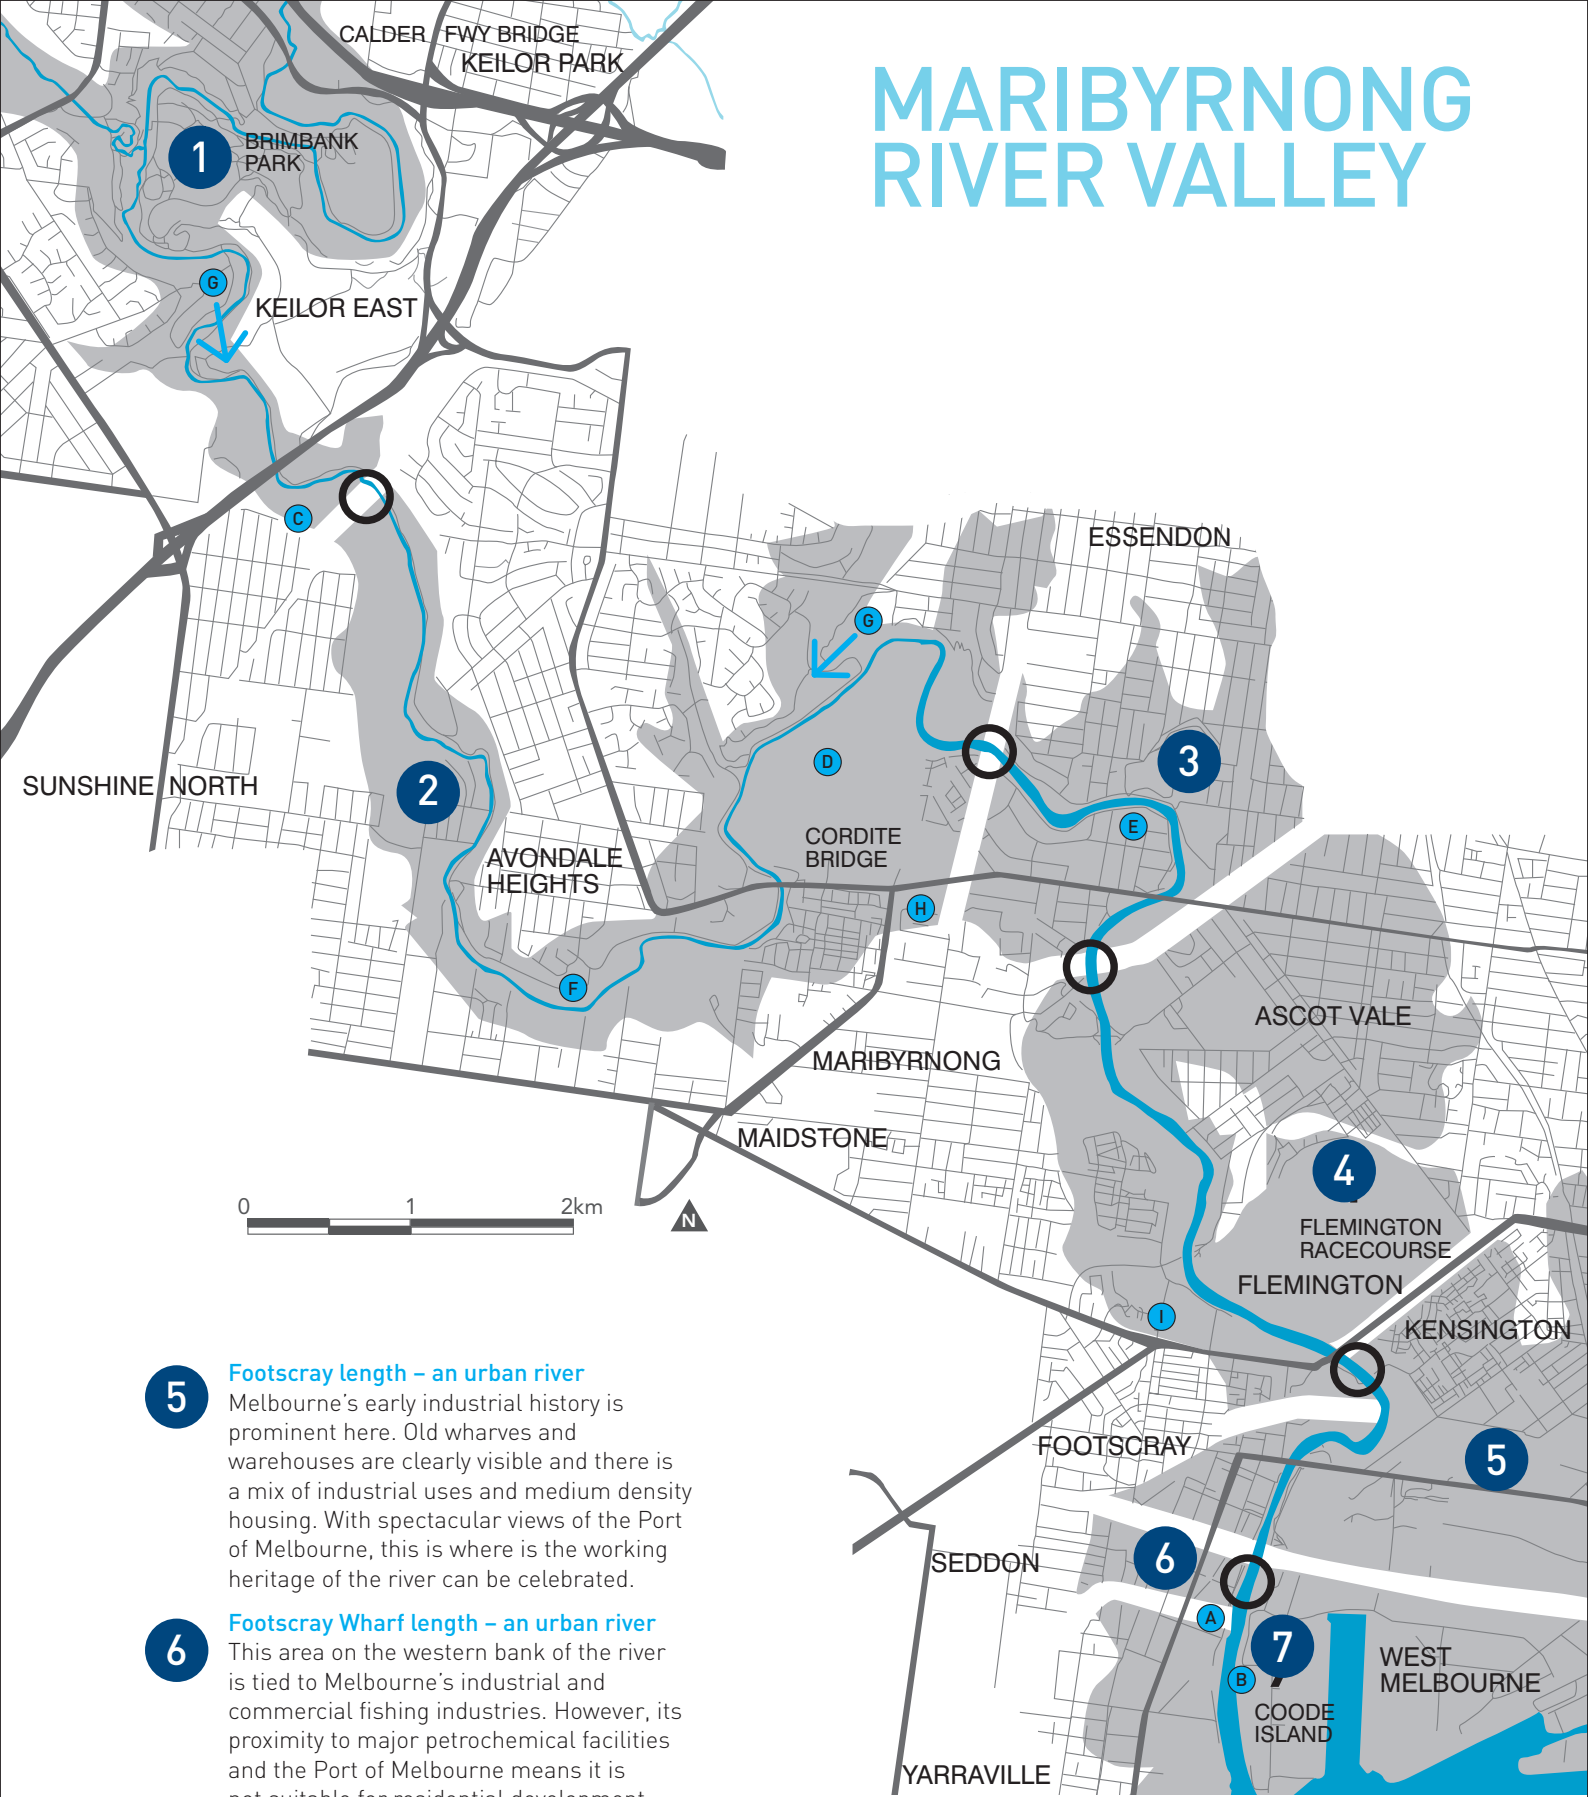 MARIBYRNONG
RIVER VALLEY
CALDER FWY BRIDGE
KEILOR PARK
1
BRIMBANK
PARK
G
KEILOR EAST
C
ESSENDON
G
D
3
SUNSHINE NORTH
2
E
CORDITE
BRIDGE
AVONDALE
HEIGHTS
H
F
ASCOT VALE
MARIBYRNONG
MAIDSTONE
4
0 1 2km
N
FLEMINGTON
RACECOURSE
FLEMINGTON
I
KENSINGTON
FOOTSCRAY
5
SEDDON
6
A
7
B
WEST
MELBOURNE
COODE
ISLAND
YARRAVILLE
5
Footscray length – an urban river
Melbourne’s early industrial history is
prominent here. Old wharves and
warehouses are clearly visible and there is
a mix of industrial uses and medium density
housing. With spectacular views of the Port
of Melbourne, this is where is the working
heritage of the river can be celebrated.
6
Footscray Wharf length – an urban river
This area on the western bank of the river
is tied to Melbourne’s industrial and
commercial fishing industries. However, its
proximity to major petrochemical facilities
and the Port of Melbourne means it is
not suitable for residential development